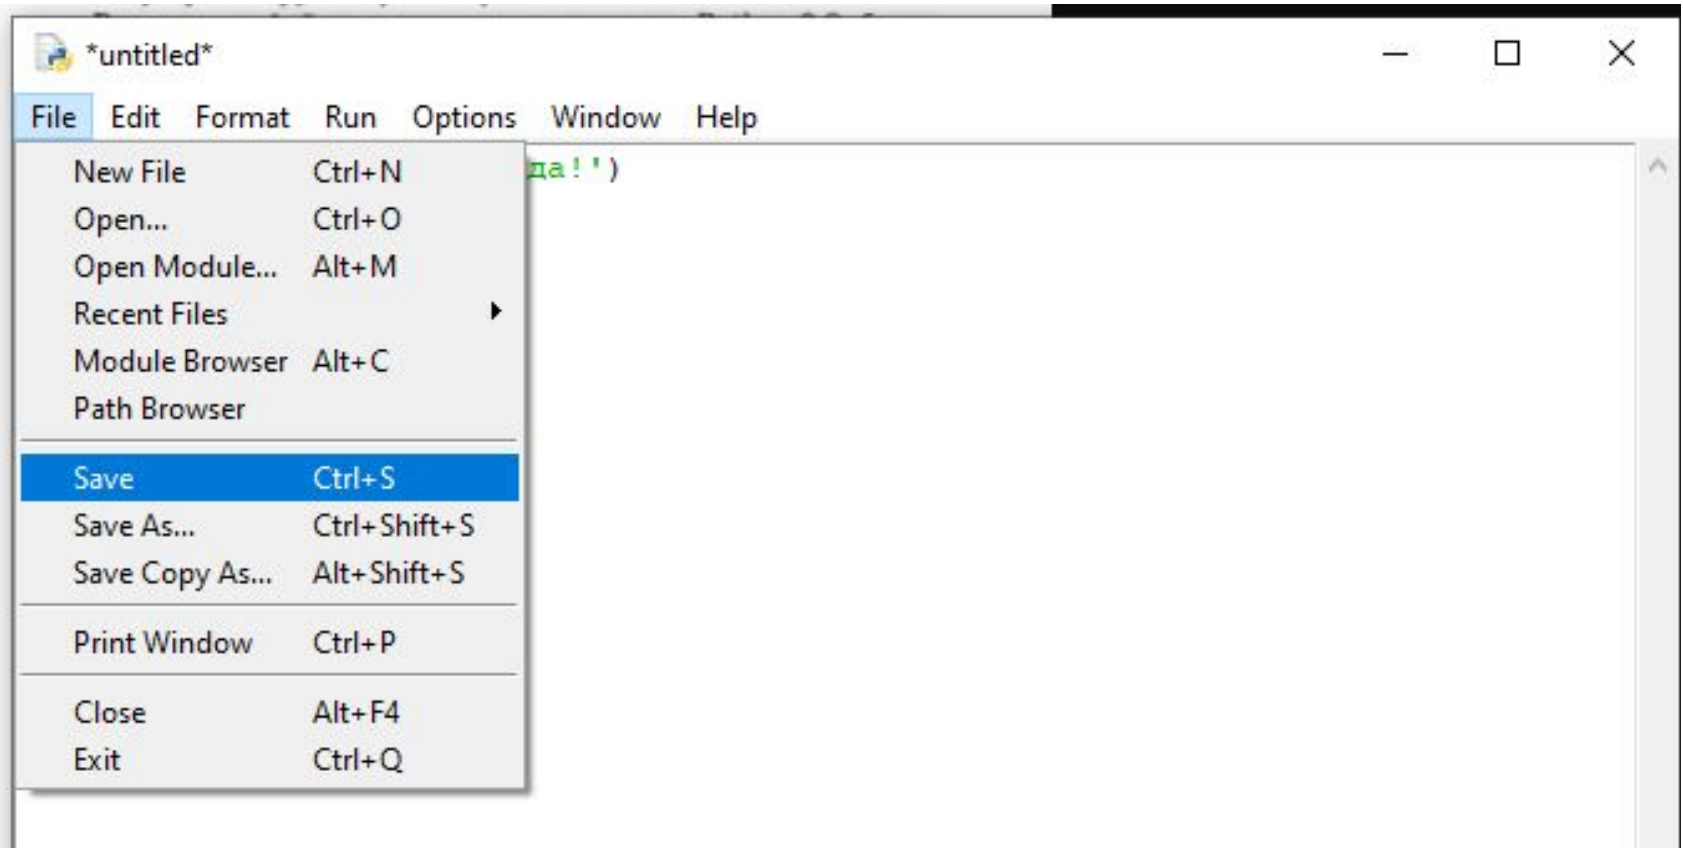 *untitled*
File Edit Format Run Options Window Help
да!')
New File Ctrl+N
Open... Ctrl+O
Open Module... Alt+M
Recent Files
Module Browser Alt+C
Path Browser
Save Ctrl+S
Save As... Ctrl+Shift+S
Save Copy As... Alt+Shift+S
Print Window Ctrl+P
Close Alt+F4
Exit Ctrl+Q